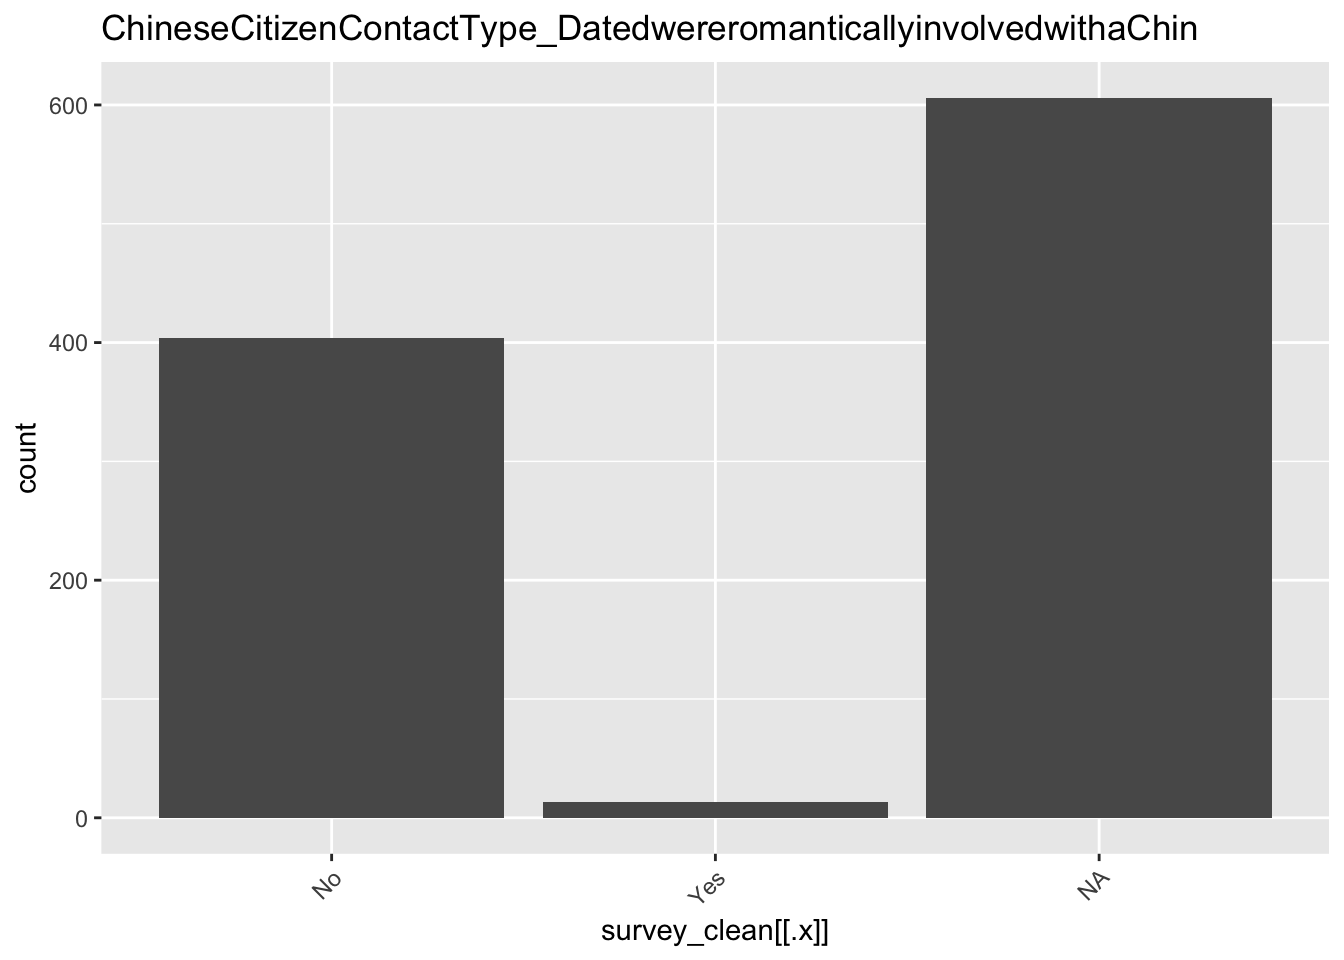 ChineseCitizenContactType_DatedwereromanticallyinvolvedwithaChin
600
400
200
0
count
No
Yes
NA
survey_clean[[.x]]